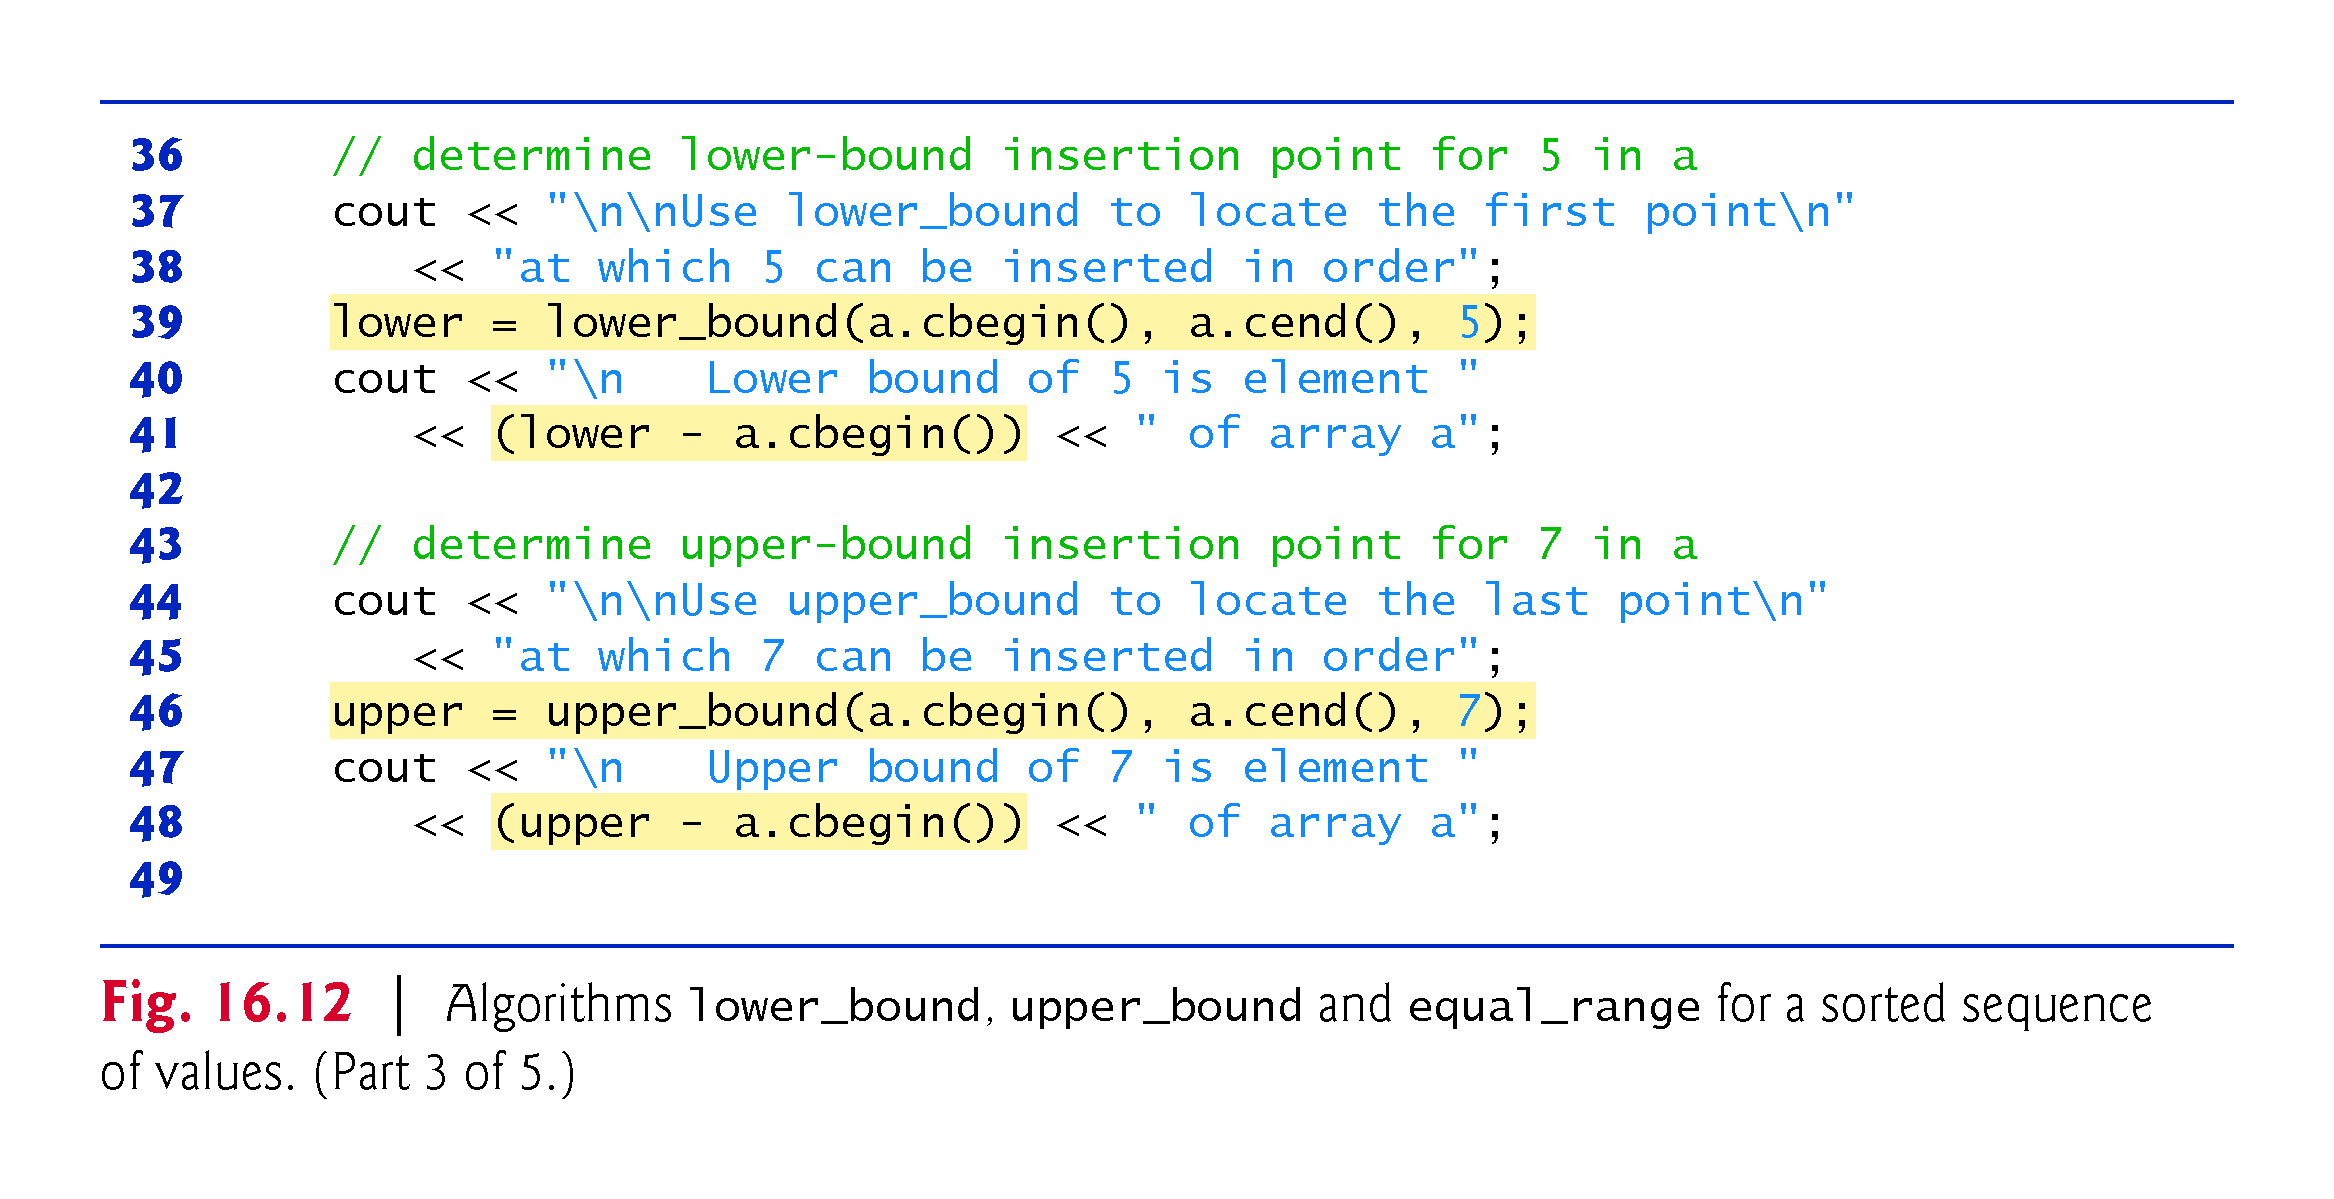 36 // determine lower-bound insertion point for 5 in a
37 cout << "\n\nUse lower_bound to locate the first point\n"
38 << "at which 5 can be inserted in order";
39 lower = lower_bound(a.cbegin(), a.cend(), 5);
40 cout << "\n   Lower bound of 5 is element "
41 << (lower - a.cbegin()) << " of array a";
42
43 // determine upper-bound insertion point for 7 in a
44 cout << "\n\nUse upper_bound to locate the last point\n"
45 << "at which 7 can be inserted in order";
46 upper = upper_bound(a.cbegin(), a.cend(), 7);
47 cout << "\n   Upper bound of 7 is element "
48 << (upper - a.cbegin()) << " of array a";
49
Fig. 16.12 | Algorithms lower_bound, upper_bound and equal_range for a sorted sequence
of values. (Part 3 of 5.)